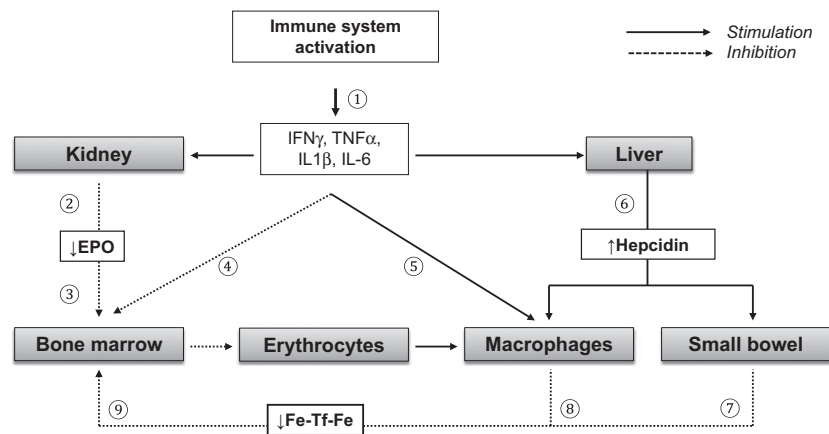 Immune system
activation
Stimulation
Inhibition
①
IFNγ, TNFα,
IL1β, IL-6
Kidney
Liver
②
⑥
↓EPO
↑Hepcidin
③
④
⑤
Bone marrow
Erythrocytes
Macrophages
Small bowel
⑨
↓Fe-Tf-Fe
⑧
⑦